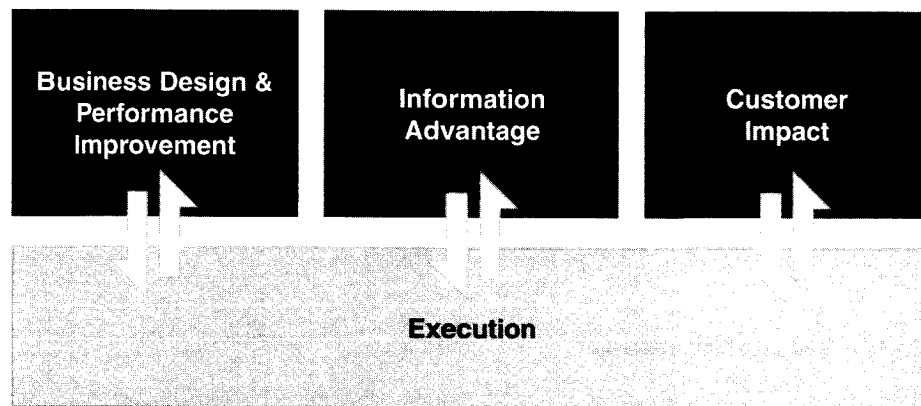 Business Design &
Performance
Improvement
Information
Advantage
Customer
Impact
Execution